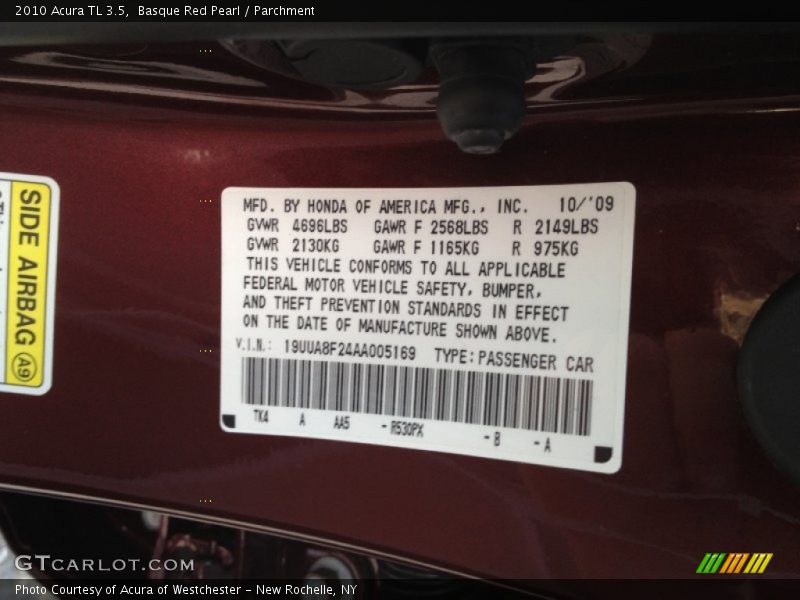 2010 Acura TL 3.5,  Basque Red Pearl / Parchment
SIDE AIRBAG
A9
MFD. BY HONDA OF AMERICA MFG., INC. 10/'09
GVWR 4696LBS GAWR F 2568LBS R 2149LBS
GVWR 2130KG GAWR F 1165KG R 975KG
THIS VEHICLE CONFORMS TO ALL APPLICABLE
FEDERAL MOTOR VEHICLE SAFETY, BUMPER,
AND THEFT PREVENTION STANDARDS IN EFFECT
ON THE DATE OF MANUFACTURE SHOWN ABOVE.
V.I.N.: 19UUA8F24AA005169 TYPE: PASSENGER CAR
TK4 A AA5 -R530PX -B -A
GTCARLOT.COM
Photo Courtesy of Acura of Westchester - New Rochelle, NY